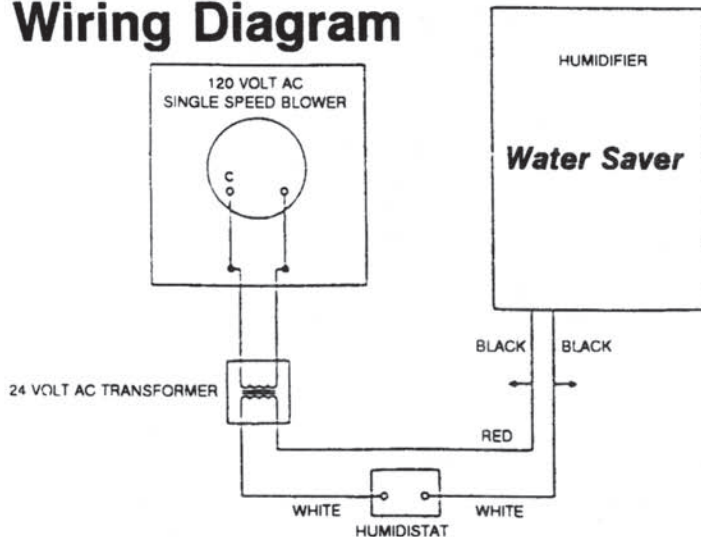 Wiring Diagram
120 VOLT AC
SINGLE SPEED BLOWER
C
HUMIDIFIER
Water Saver
BLACK
BLACK
24 VOLT AC TRANSFORMER
RED
WHITE
WHITE
HUMIDISTAT